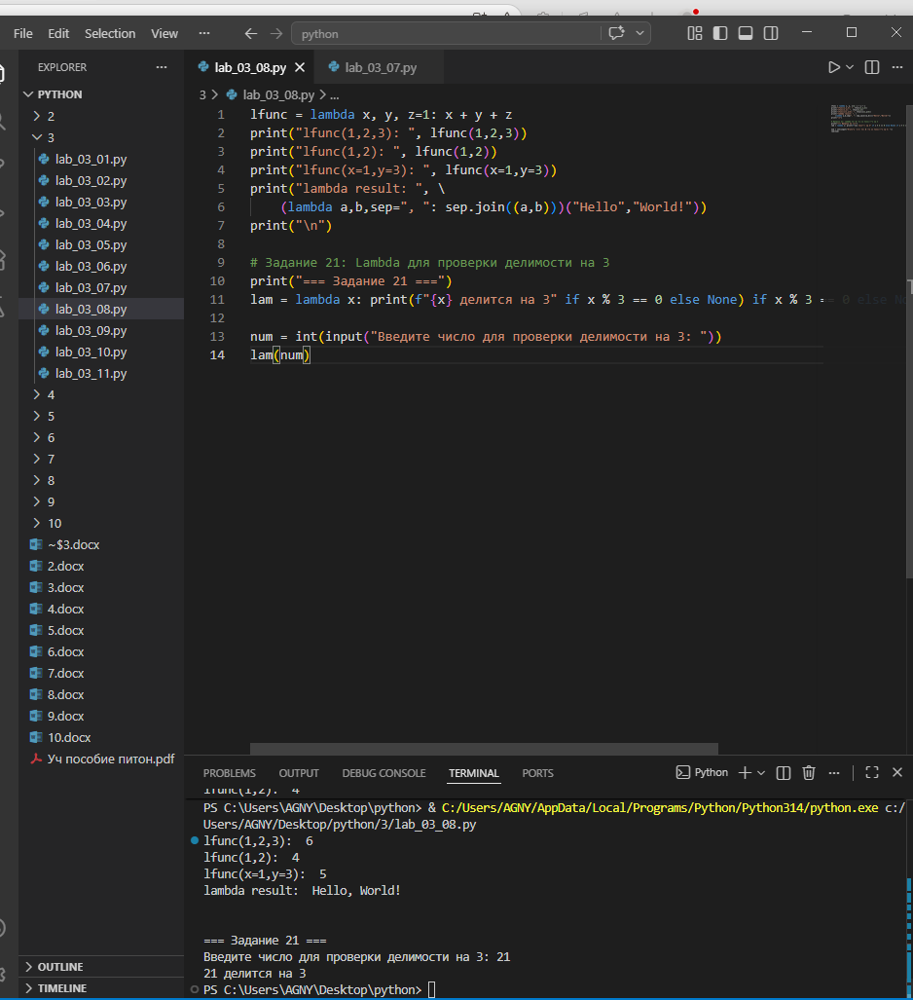 File Edit Selection View ··· python
EXPLORER ···
PYTHON
2
3
lab_03_01.py
lab_03_02.py
lab_03_03.py
lab_03_04.py
lab_03_05.py
lab_03_06.py
lab_03_07.py
lab_03_08.py
lab_03_09.py
lab_03_10.py
lab_03_11.py
4
5
6
7
8
9
10
~$3.docx
2.docx
3.docx
4.docx
5.docx
6.docx
7.docx
8.docx
9.docx
10.docx
Уч пособие питон.pdf
OUTLINE
TIMELINE
lab_03_08.py lab_03_07.py
3 > lab_03_08.py > ...
1 lfunc = lambda x, y, z=1: x + y + z
2 print("lfunc(1,2,3): ", lfunc(1,2,3))
3 print("lfunc(1,2): ", lfunc(1,2))
4 print("lfunc(x=1,y=3): ", lfunc(x=1,y=3))
5 print("lambda result: ", \
6 (lambda a,b,sep=", ": sep.join((a,b)))("Hello","World!"))
7 print("\n")
8
9 # Задание 21: Lambda для проверки делимости на 3
10 print("=== Задание 21 ===")
11 lam = lambda x: print(f"{x} делится на 3" if x % 3 == 0 else None) if x % 3 == 0 else
12
13 num = int(input("Введите число для проверки делимости на 3: "))
14 lam(num)
PROBLEMS OUTPUT DEBUG CONSOLE TERMINAL PORTS Python
lfunc(1,2): 4
PS C:\Users\AGNY\Desktop\python> & C:/Users/AGNY/AppData/Local/Programs/Python/Python314/python.exe c:/
Users/AGNY/Desktop/python/3/lab_03_08.py
lfunc(1,2,3): 6
lfunc(1,2): 4
lfunc(x=1,y=3): 5
lambda result: Hello, World!
=== Задание 21 ===
Введите число для проверки делимости на 3: 21
21 делится на 3
PS C:\Users\AGNY\Desktop\python>